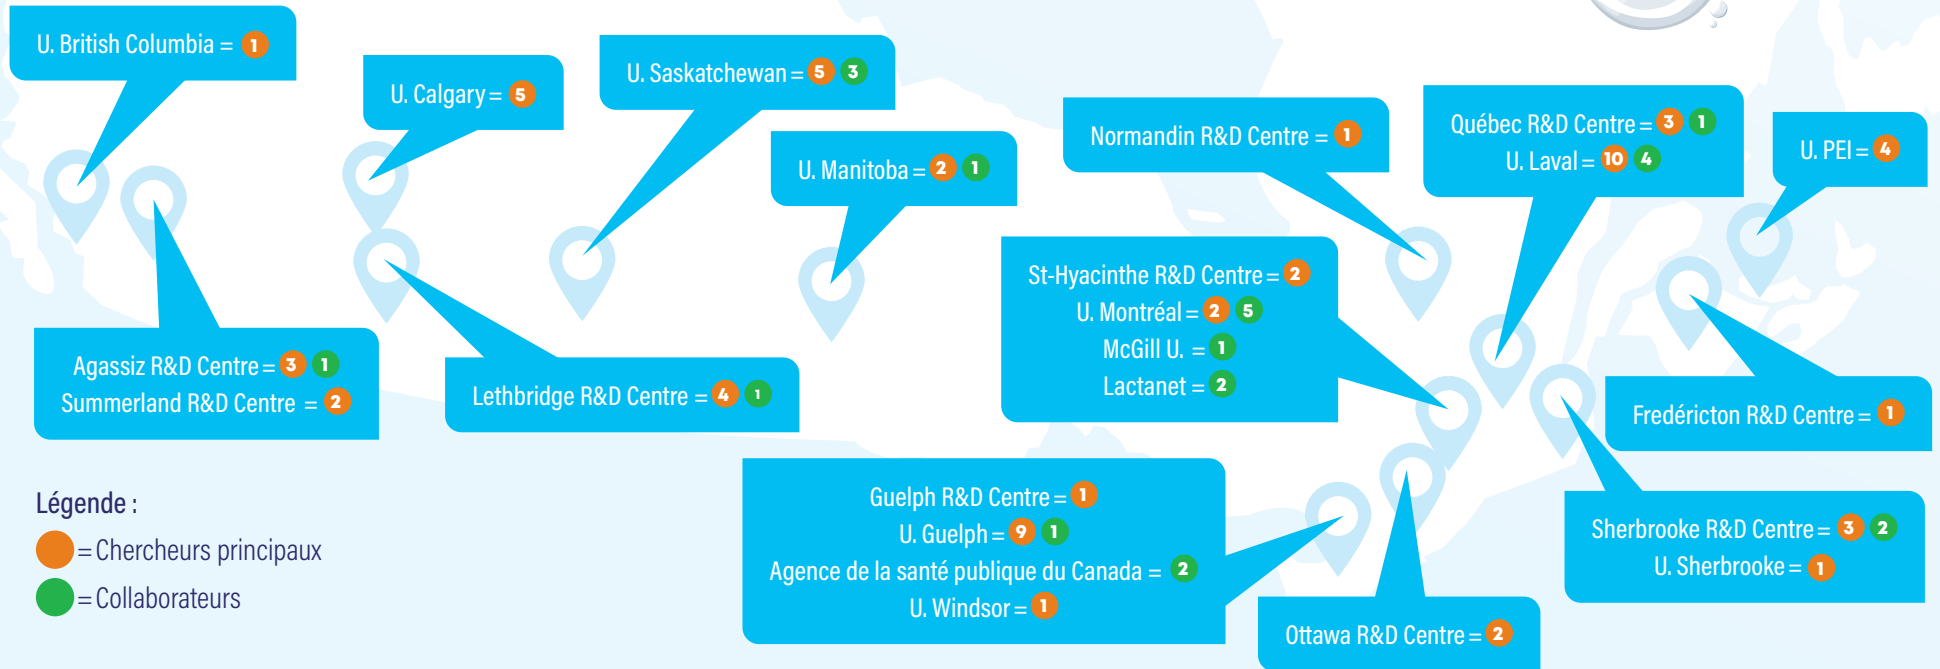 U. British Columbia = 1
U. Calgary = 5
U. Saskatchewan = 5 3
U. Manitoba = 2 1
Normandin R&D Centre = 1
Québec R&D Centre = 3 1
U. Laval = 10 4
U. PEI = 4
Agassiz R&D Centre = 3 1
Summerland R&D Centre = 2
Lethbridge R&D Centre = 4 1
St-Hyacinthe R&D Centre = 2
U. Montréal = 2 5
McGill U. = 1
Lactanet = 2
Fredéricton R&D Centre = 1
Guelph R&D Centre = 1
U. Guelph = 9 1
Agence de la santé publique du Canada = 2
U. Windsor = 1
Ottawa R&D Centre = 2
Sherbrooke R&D Centre = 3 2
U. Sherbrooke = 1
Légende :
= Chercheurs principaux
= Collaborateurs